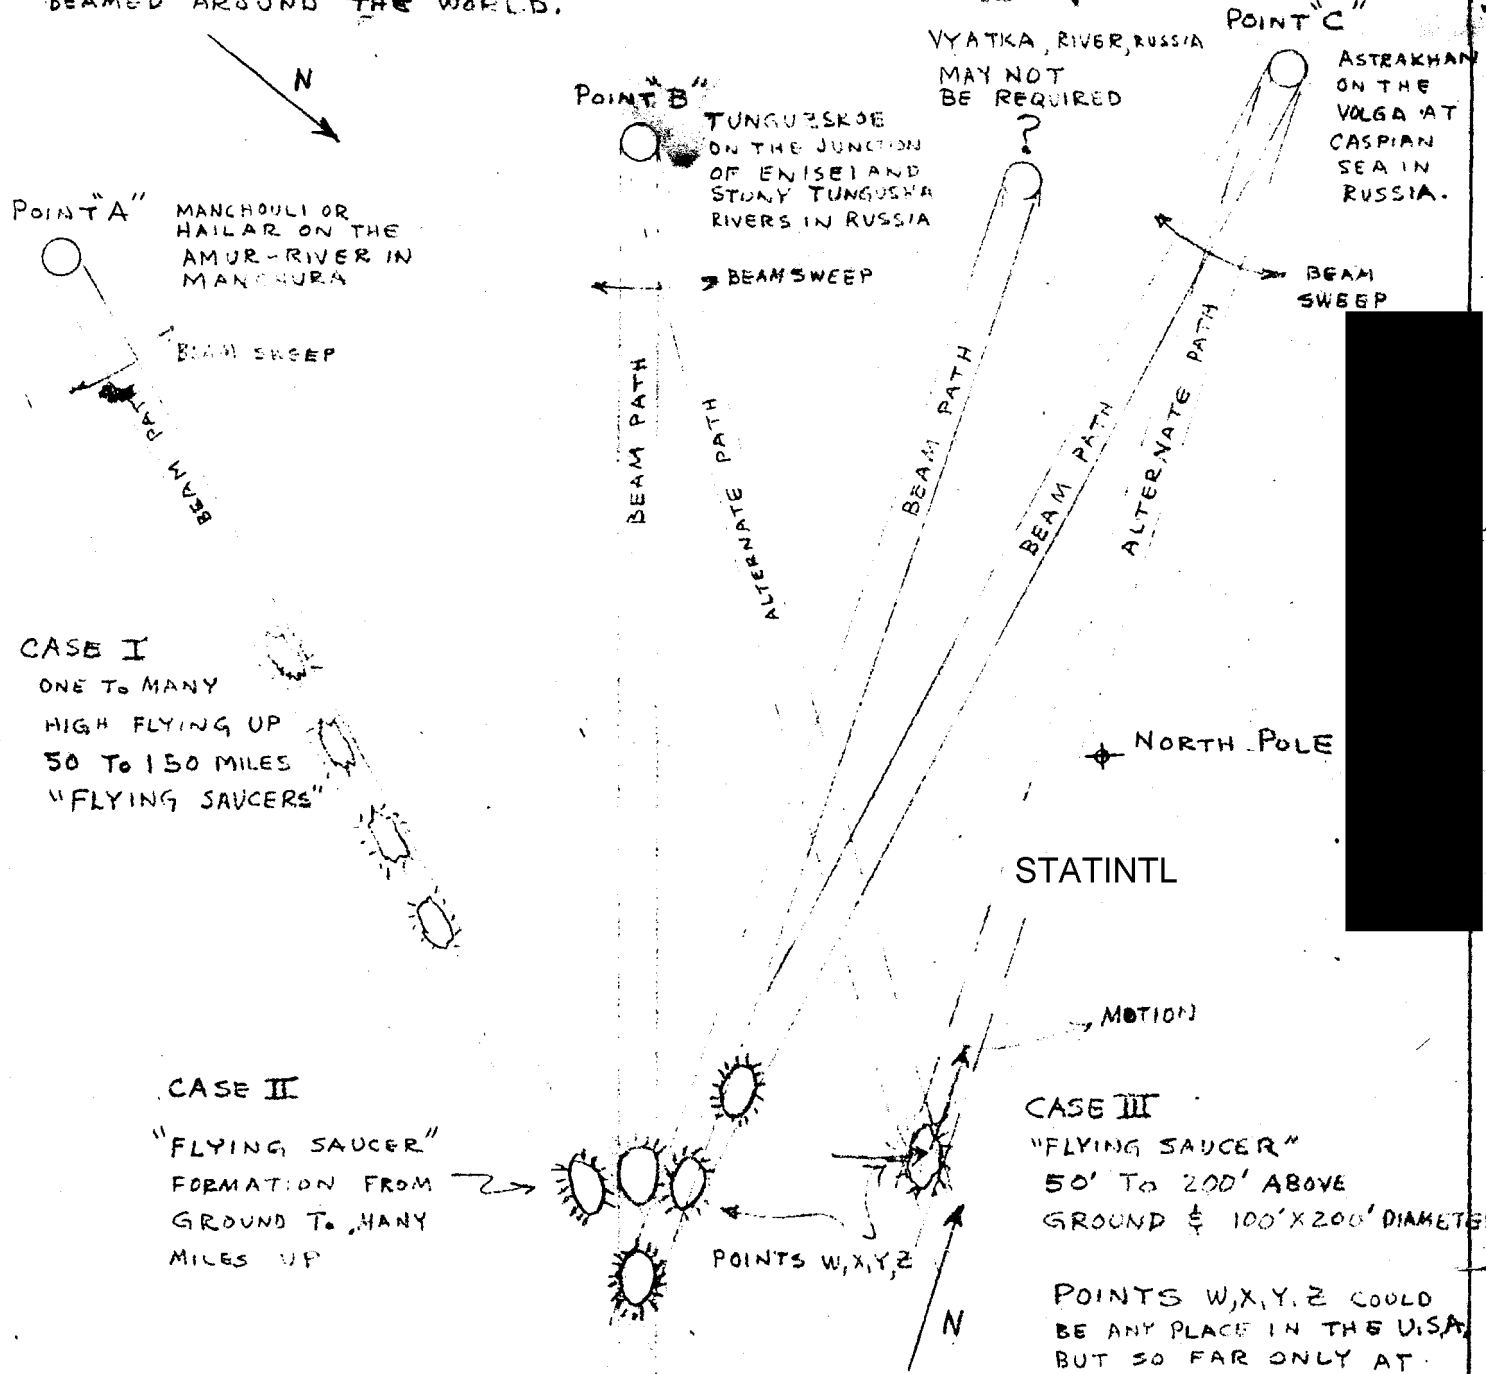 BEAMED AROUND THE WORLD.
N
POINT "A"
MANCHOULI OR
HAILAR ON THE
AMUR-RIVER IN
MANCHURA
BEAM SWEEP
BEAM PATH
POINT "B"
TUNGUZSKOE
ON THE JUNCTION
OF ENISEI AND
STONY TUNGUSKA
RIVERS IN RUSSIA
BEAM SWEEP
BEAM PATH
ALTERNATE PATH
VYATKA, RIVER, RUSSIA
MAY NOT
BE REQUIRED
?
BEAM PATH
POINT "C"
ASTRAKHAN
ON THE
VOLGA AT
CASPIAN
SEA IN
RUSSIA.
BEAM
SWEEP
BEAM PATH
ALTERNATE PATH
CASE I
ONE TO MANY
HIGH FLYING UP
50 TO 150 MILES
"FLYING SAUCERS"
NORTH POLE
STATINTL
MOTION
CASE II
"FLYING SAUCER"
FORMATION FROM
GROUND TO MANY
MILES UP
POINTS W,X,Y,Z
CASE III
"FLYING SAUCER"
50' TO 200' ABOVE
GROUND & 100'X200' DIAMETE
N
POINTS W,X,Y,Z COULD
BE ANY PLACE IN THE U.S.A.
BUT SO FAR ONLY AT